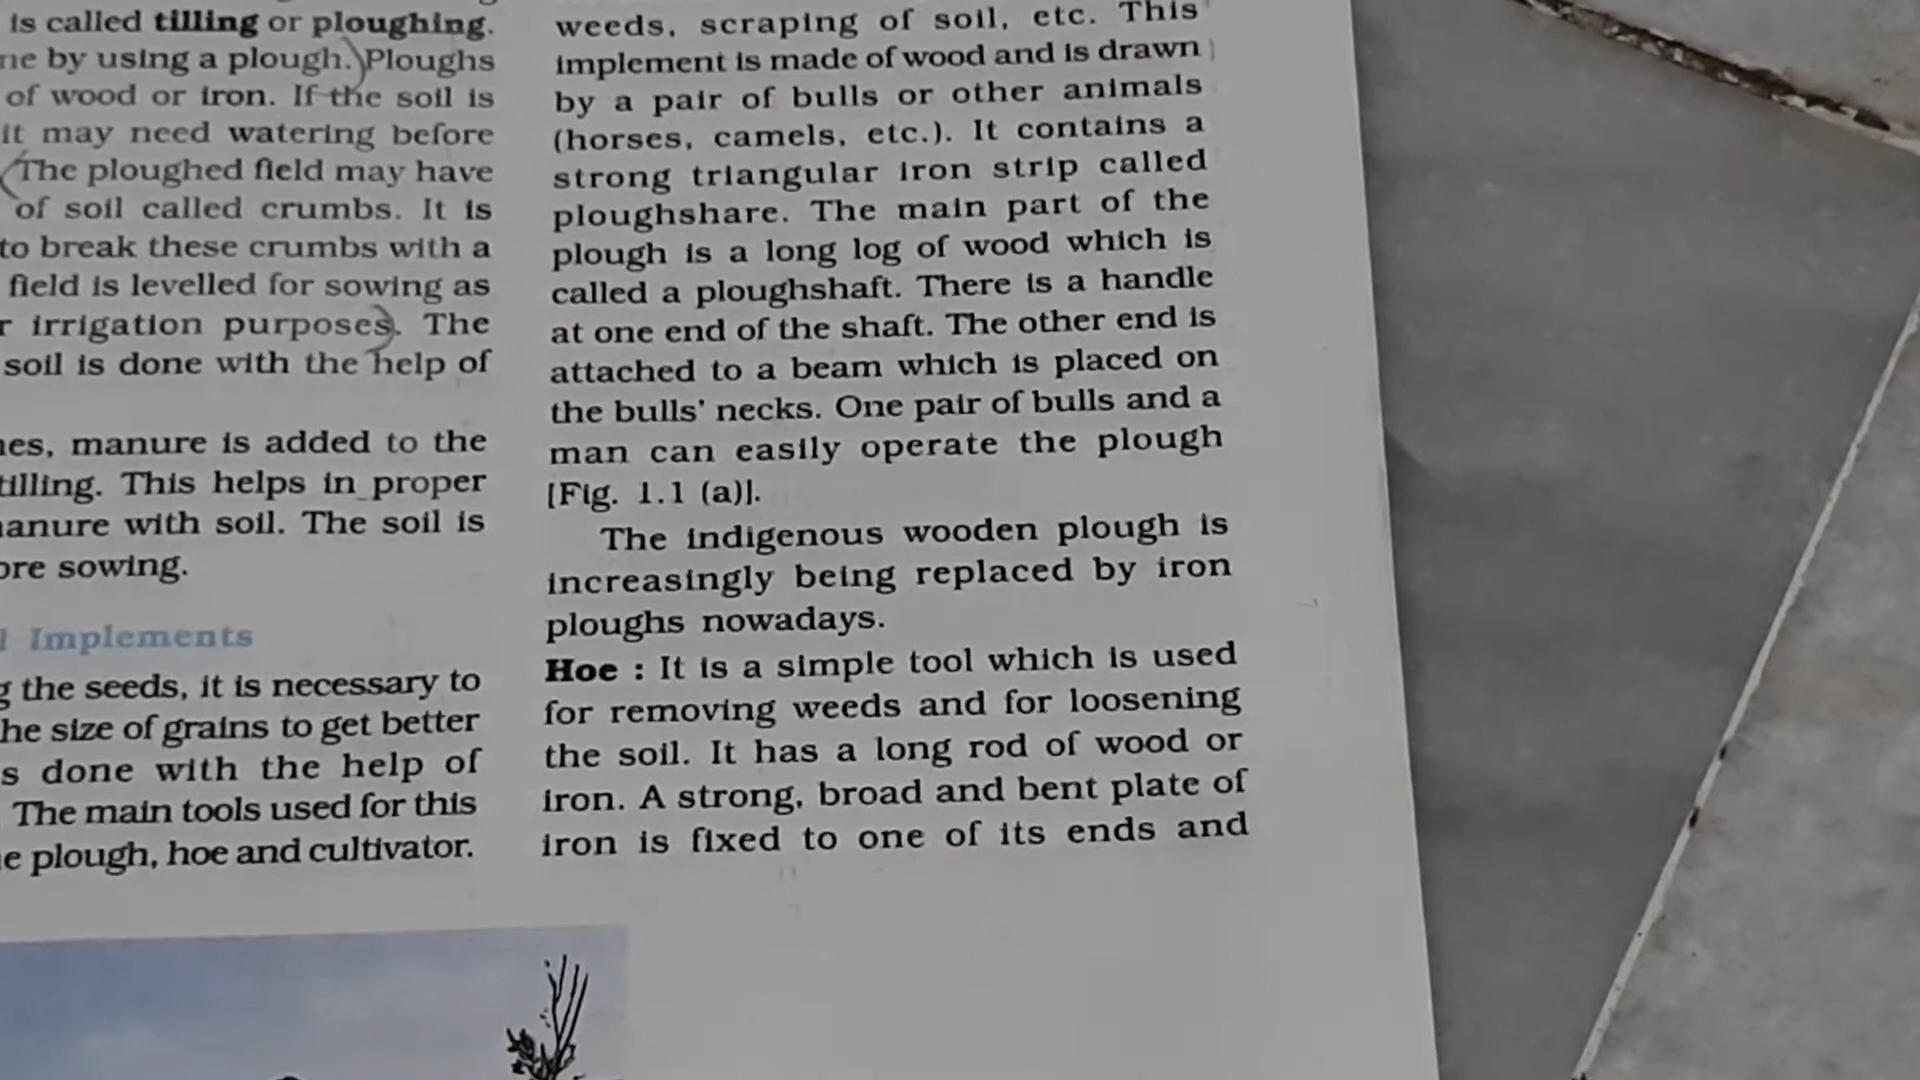 is called tilling or ploughing.
by using a plough. Ploughs
of wood or iron. If the soil is
it may need watering before
The ploughed field may have
of soil called crumbs. It is
to break these crumbs with a
field is levelled for sowing as
irrigation purposes. The
soil is done with the help of
manure is added to the
tilling. This helps in proper
manure with soil. The soil is
sowing.
Implements
the seeds, it is necessary to
the size of grains to get better
done with the help of
The main tools used for this
plough, hoe and cultivator.
weeds, scraping of soil, etc. This
implement is made of wood and is drawn
by a pair of bulls or other animals
(horses, camels, etc.). It contains a
strong triangular iron strip called
ploughshare. The main part of the
plough is a long log of wood which is
called a ploughshaft. There is a handle
at one end of the shaft. The other end is
attached to a beam which is placed on
the bulls' necks. One pair of bulls and a
man can easily operate the plough
[Fig. 1.1 (a)].
The indigenous wooden plough is
increasingly being replaced by iron
ploughs nowadays.
Hoe : It is a simple tool which is used
for removing weeds and for loosening
the soil. It has a long rod of wood or
iron. A strong, broad and bent plate of
iron is fixed to one of its ends and